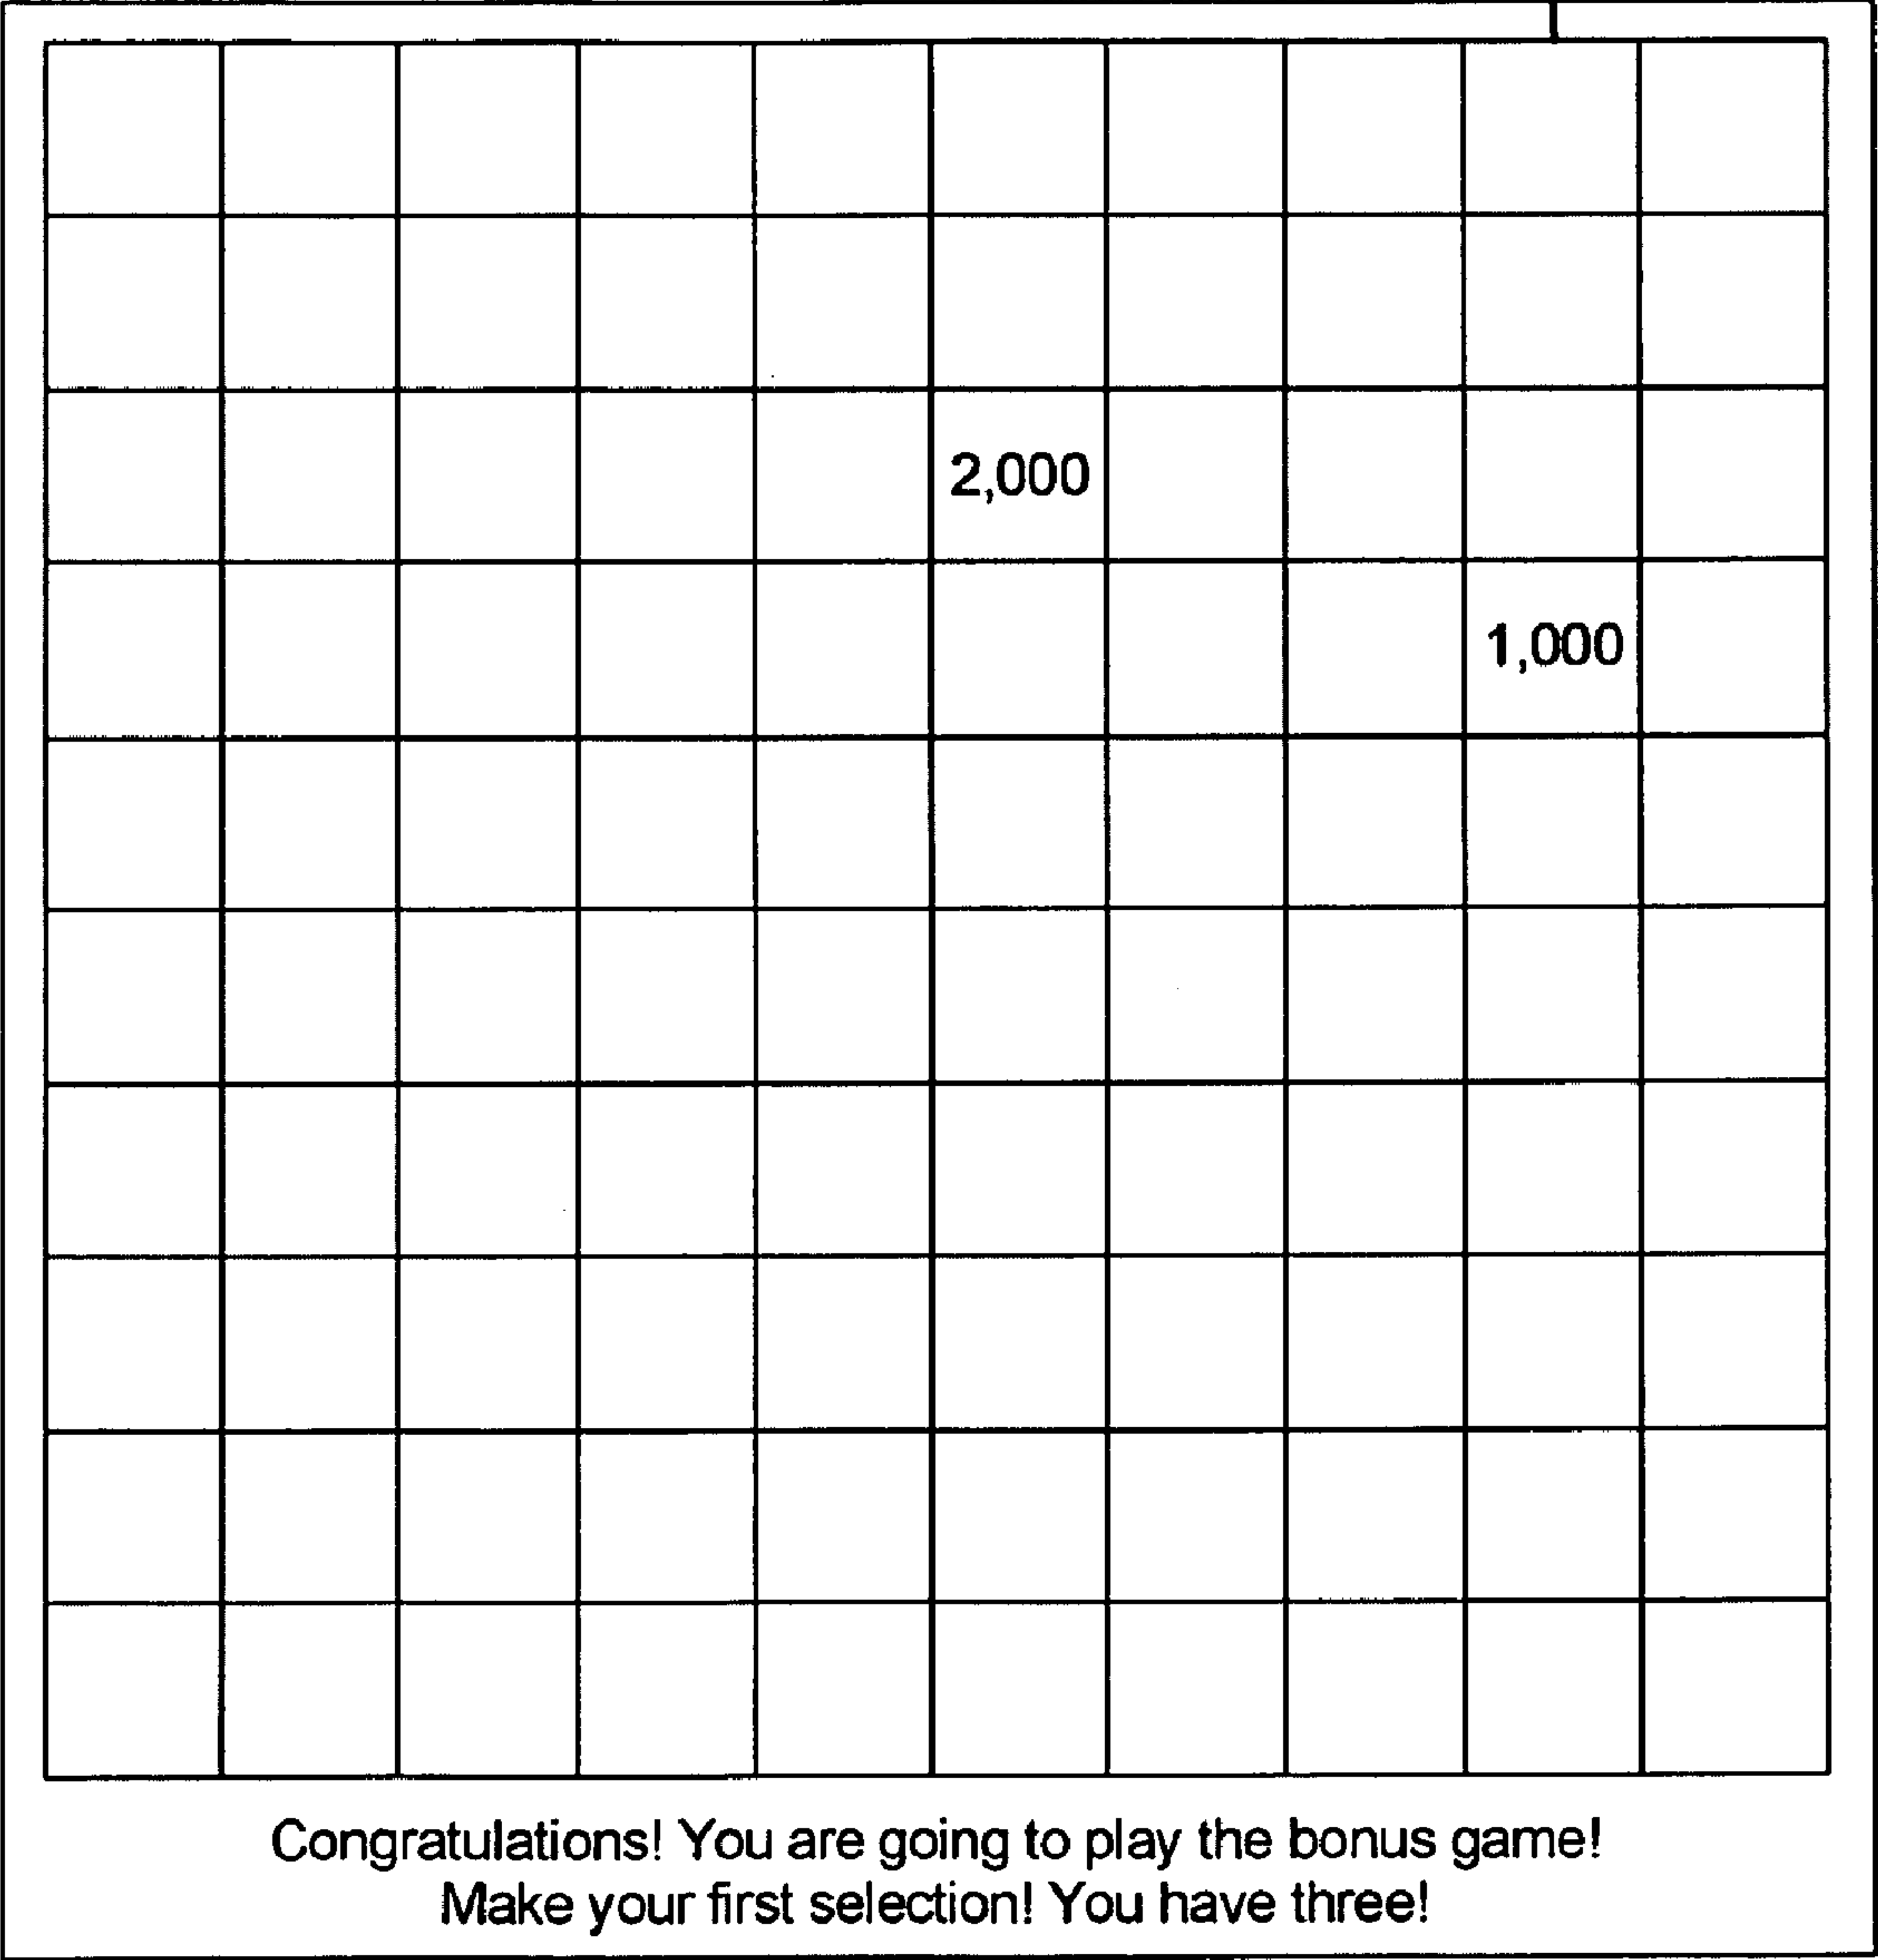 2,000
1,000
Congratulations! You are going to play the bonus game!
Make your first selection! You have three!